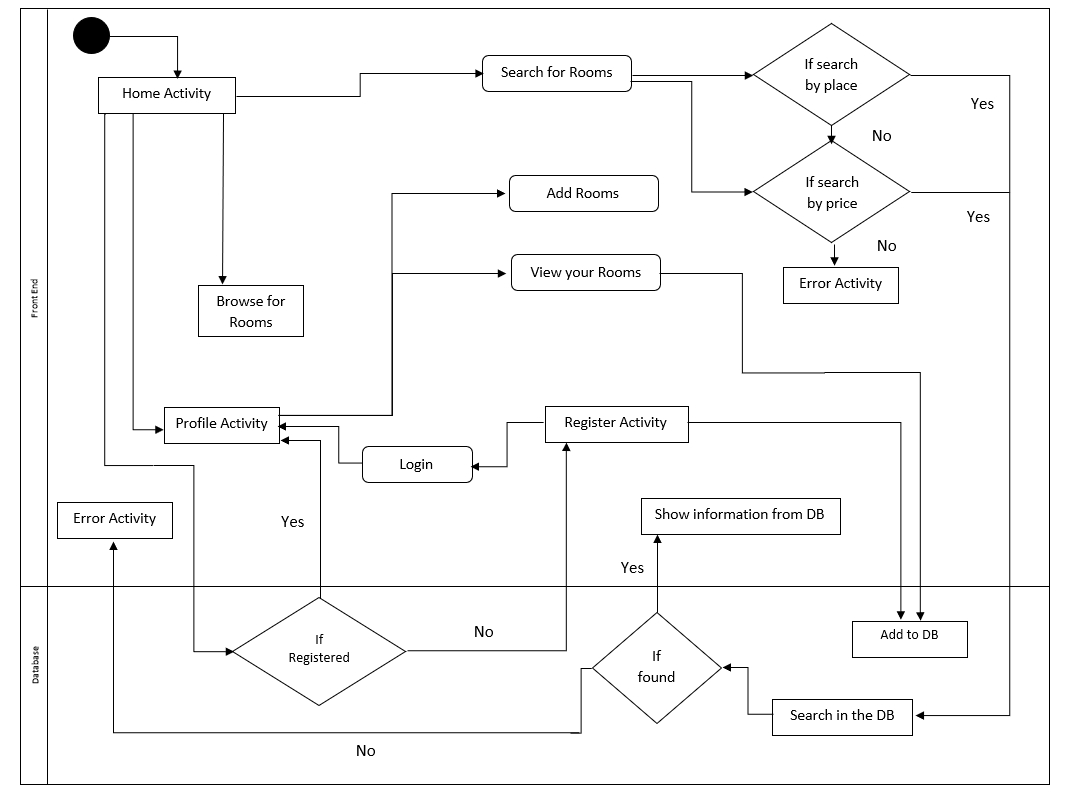 Home Activity
Search for Rooms
If search
by place
Yes
No
If search
by price
Yes
No
Error Activity
Add Rooms
View your Rooms
Browse for
Rooms
Front End
Profile Activity
Register Activity
Login
Error Activity
Yes
Show information from DB
Yes
Database
If
Registered
No
If
found
Add to DB
Search in the DB
No